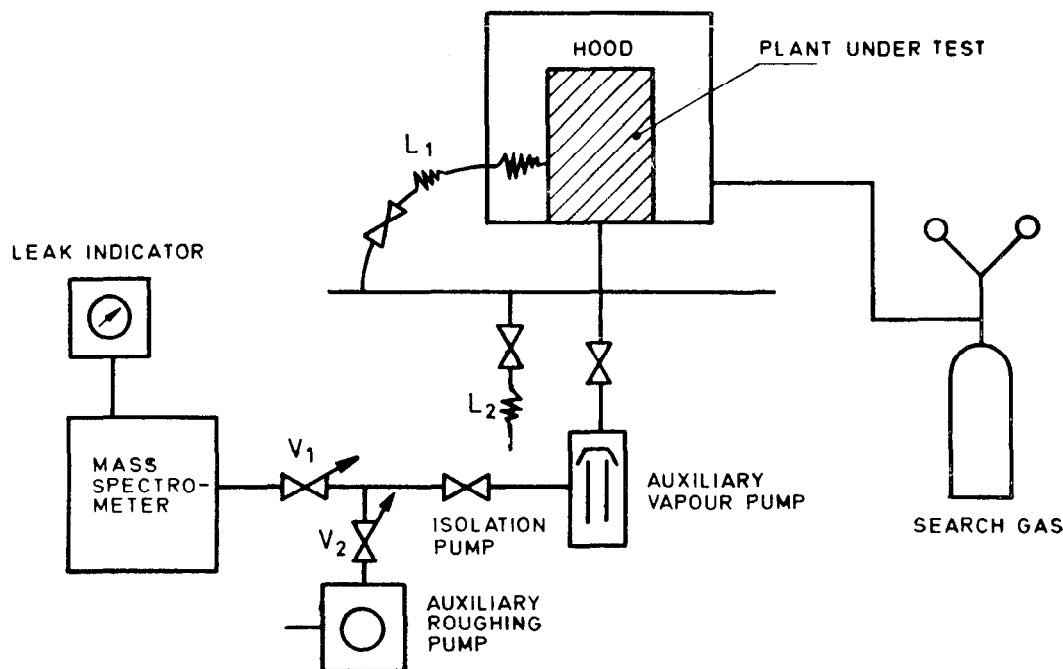 HOOD
PLANT UNDER TEST
L1
LEAK INDICATOR
L2
V1
MASS
SPECTRO-
METER
ISOLATION
PUMP
AUXILIARY
VAPOUR PUMP
SEARCH GAS
V2
AUXILIARY
ROUGHING
PUMP